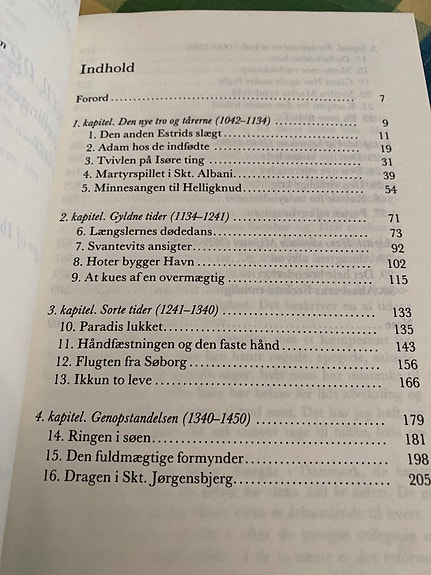 Indhold
Forord 7
1. kapitel. Den nye tro og tårerne (1042–1134) 9
1. Den anden Estrids slægt 11
2. Adam hos de indfødte 19
3. Tvivlen på Isøre ting 31
4. Martyrspillet i Skt. Albani 39
5. Minnesangen til Helligknud 54
2. kapitel. Gyldne tider (1134–1241) 71
6. Længslernes dødedans 73
7. Svantevits ansigter 92
8. Hoter bygger Havn 102
9. At kues af en overmægtig 115
3. kapitel. Sorte tider (1241–1340) 133
10. Paradis lukket 135
11. Håndfæstningen og den faste hånd 143
12. Flugten fra Søborg 156
13. Ikkun to leve 166
4. kapitel. Genopstandelsen (1340–1450) 179
14. Ringen i søen 181
15. Den fuldmægtige formynder 198
16. Dragen i Skt. Jørgensbjerg 205